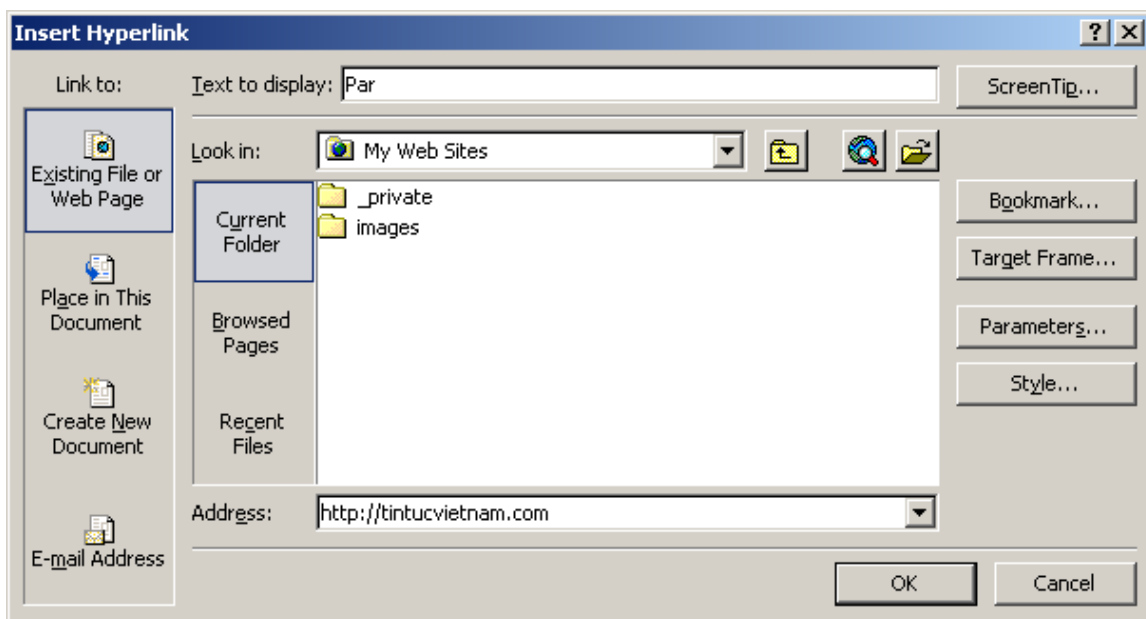 Insert Hyperlink
Link to:
Text to display: Par
ScreenTip...
Existing File or
Web Page
Look in: My Web Sites
Current
Folder
_private
images
Bookmark...
Target Frame...
Place in This
Document
Browsed
Pages
Parameters...
Style...
Create New
Document
Recent
Files
Address: http://tintucvietnam.com
E-mail Address
OK
Cancel